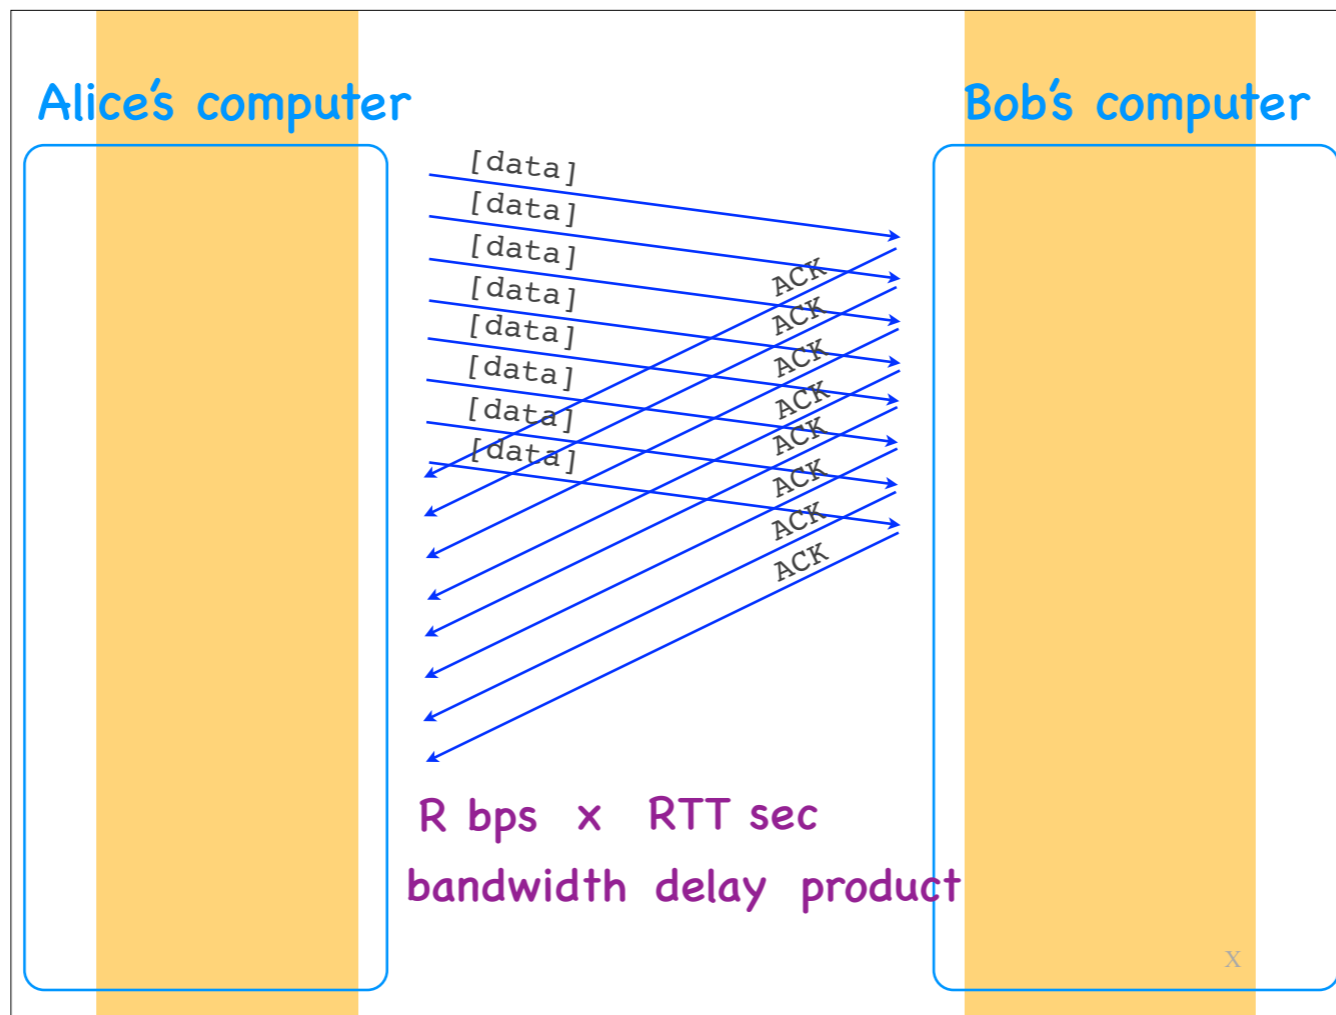 Alice's computer
Bob's computer
[data]
[data]
[data]
[data]
[data]
[data]
[data]
[data]
ACK
ACK
ACK
ACK
ACK
ACK
ACK
ACK
R bps x RTT sec
bandwidth delay product
X